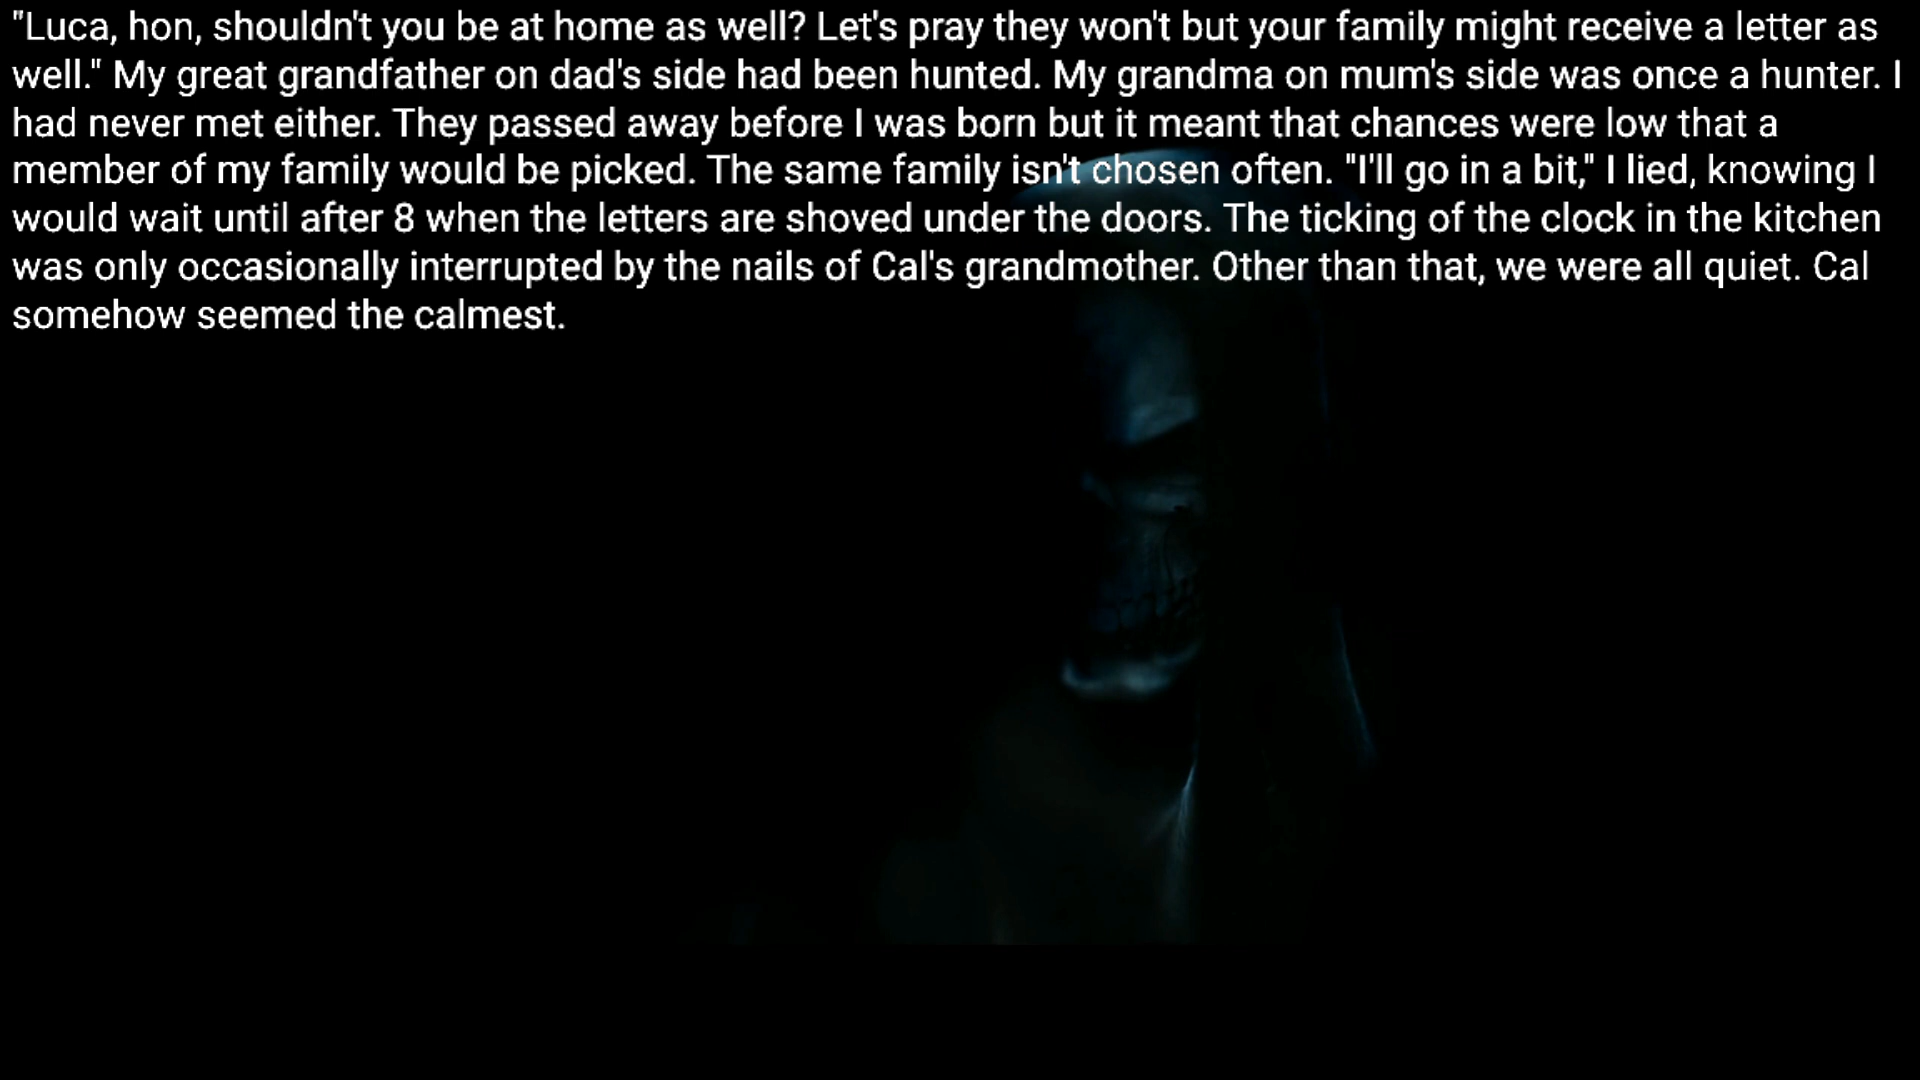 "Luca, hon, shouldn't you be at home as well? Let's pray they won't but your family might receive a letter as
well." My great grandfather on dad's side had been hunted. My grandma on mum's side was once a hunter. I
had never met either. They passed away before I was born but it meant that chances were low that a
member of my family would be picked. The same family isn't chosen often. "I'll go in a bit," I lied, knowing I
would wait until after 8 when the letters are shoved under the doors. The ticking of the clock in the kitchen
was only occasionally interrupted by the nails of Cal's grandmother. Other than that, we were all quiet. Cal
somehow seemed the calmest.